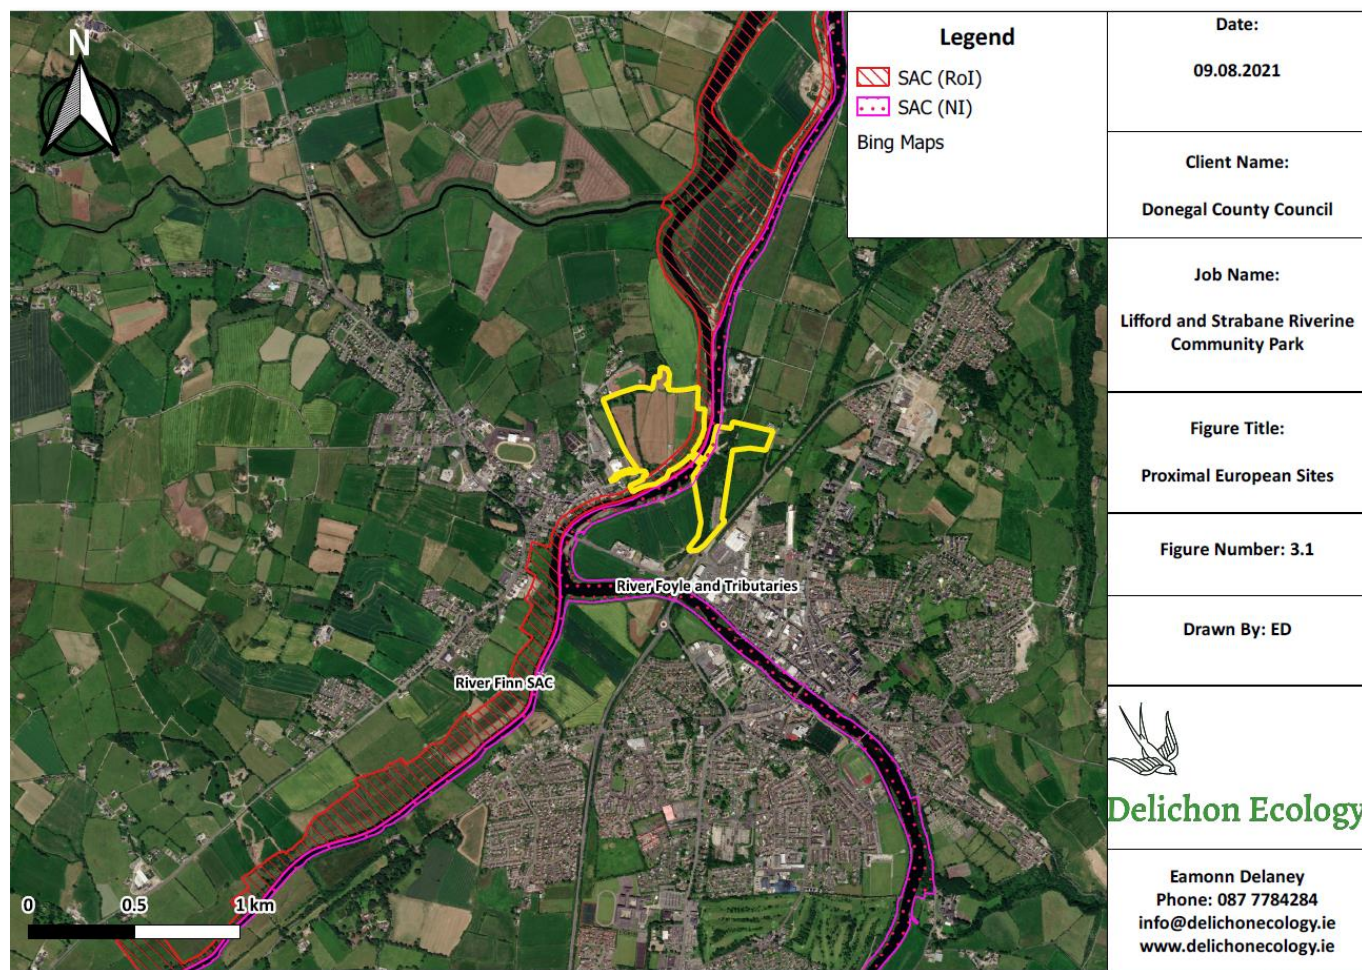 N
Legend
SAC (RoI)
SAC (NI)
Bing Maps
River Foyle and Tributaries
River Finn SAC
0 0.5 1 km
Date:
09.08.2021
Client Name:
Donegal County Council
Job Name:
Lifford and Strabane Riverine
Community Park
Figure Title:
Proximal European Sites
Figure Number: 3.1
Drawn By: ED
Delichon Ecology
Eamonn Delaney
Phone: 087 7784284
info@delichonecology.ie
www.delichonecology.ie